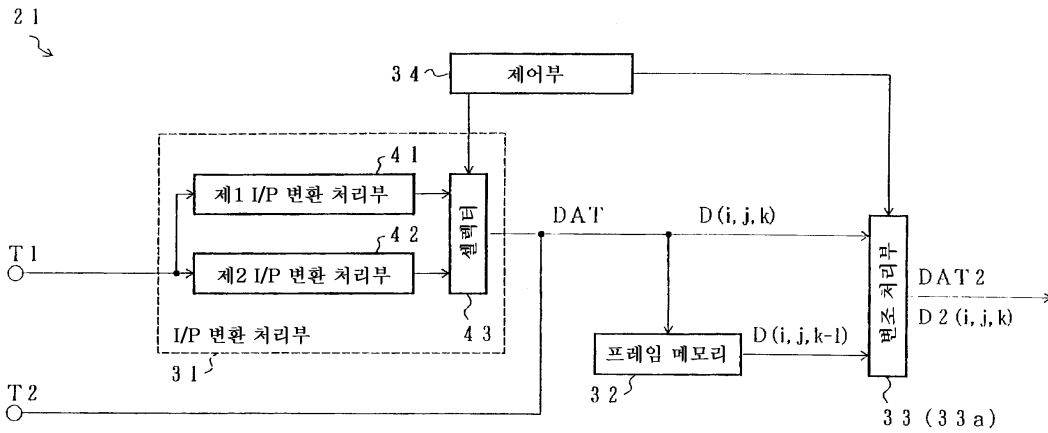 21
34
제어부
41
제1 I/P 변환 처리부
셀렉터
DAT
D(i, j, k)
T1
42
제2 I/P 변환 처리부
변조 처리부
DAT2
D2(i, j, k)
I/P 변환 처리부
43
31
프레임 메모리
D(i, j, k-1)
32
T2
33(33a)